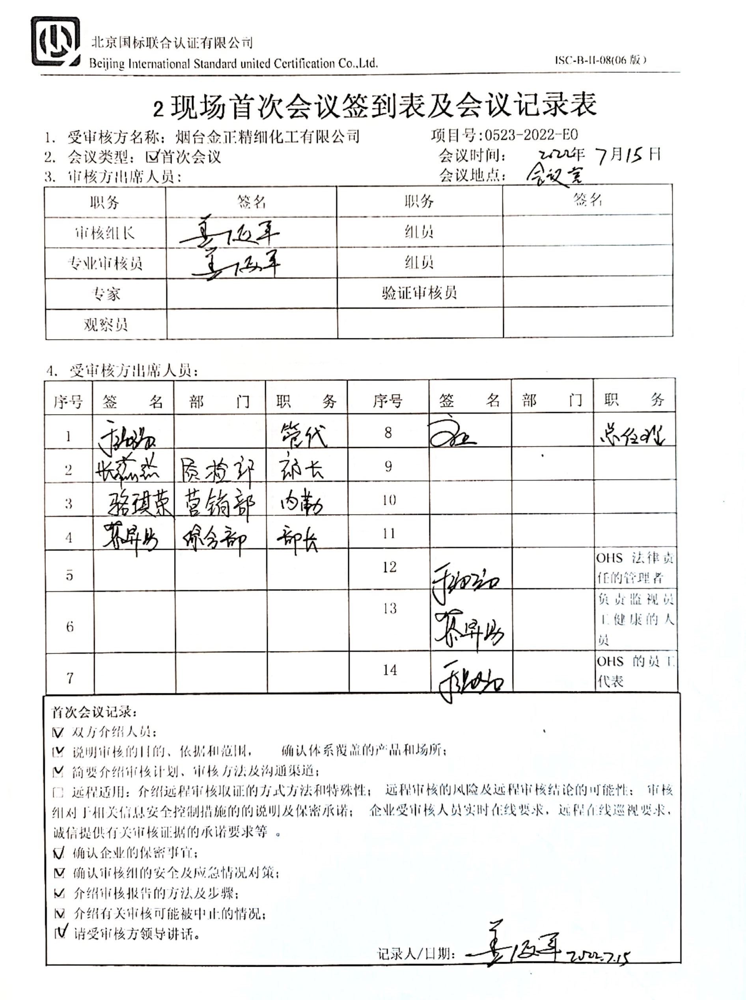 北京国标联合认证有限公司
Beijing International Standard united Certification Co.,Ltd.
ISC-B-II-08(06 版)
2 现场首次会议签到表及会议记录表
1. 受审核方名称：烟台金正精细化工有限公司 项目号:0523-2022-EO
2. 会议类型：☑首次会议 会议时间： 2022年 7月15日
3. 审核方出席人员： 会议地点： 会议室
职务 签名 职务 签名
审核组长 组员
专业审核员 组员
专家 验证审核员
观察员
4. 受审核方出席人员：
序号 签 名 部 门 职 务 序号 签 名 部 门 职 务
1 管代 8 总经理
2 质检部 部长 9
3 骆琪荣 营销部 内勤 10
4 综合部 部长 11
5 12 OHS 法律责
任的管理者
6 13 负责监视员
工健康的人
员
7 14 OHS 的员工
代表
首次会议记录：
☑ 双方介绍人员；
☑ 说明审核的目的、依据和范围， 确认体系覆盖的产品和场所；
☑ 简要介绍审核计划、审核方法及沟通渠道；
□ 远程适用：介绍远程审核取证的方式方法和特殊性； 远程审核的风险及远程审核结论的可能性； 审核
组对于相关信息安全控制措施的的说明及保密承诺； 企业受审核人员实时在线要求，远程在线巡视要求，
诚信提供有关审核证据的承诺要求等 。
☑ 确认企业的保密事宜；
☑ 确认审核组的安全及应急情况对策；
☑ 介绍审核报告的方法及步骤；
☑ 介绍有关审核可能被中止的情况；
☑ 请受审核方领导讲话。
记录人/日期： 2022.7.15